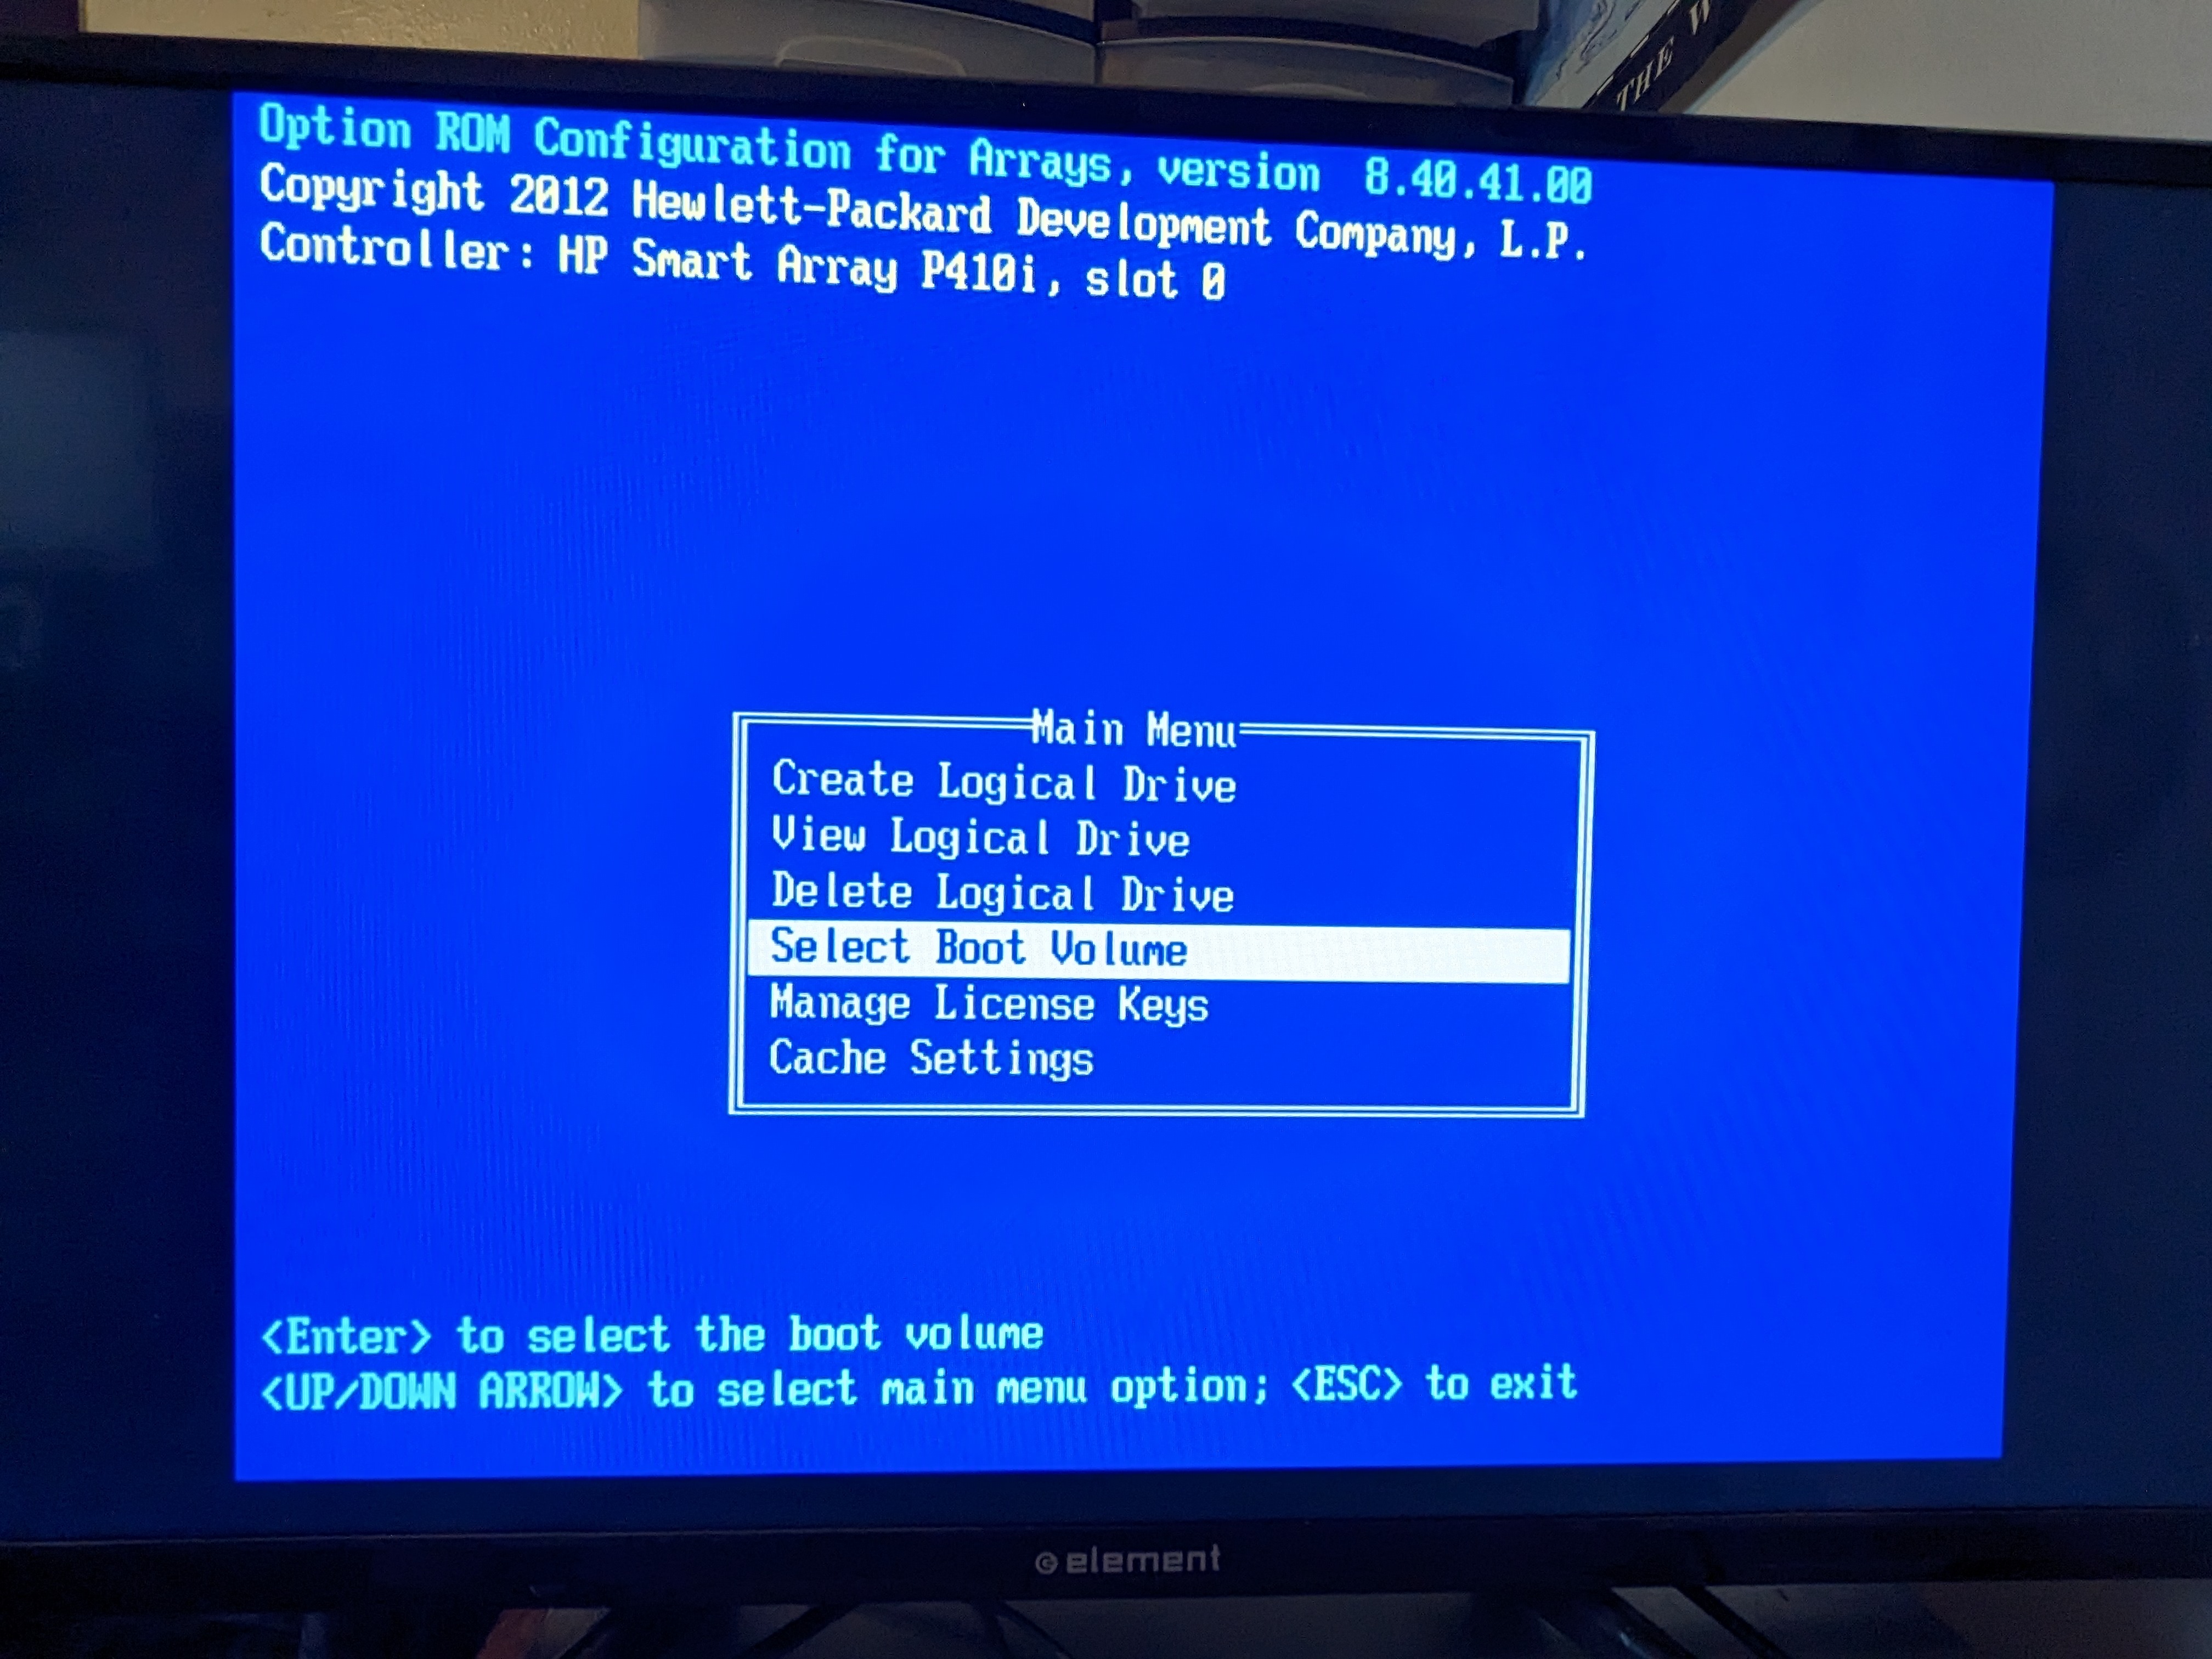 THE
Option ROM Configuration for Arrays, version  8.40.41.00
Copyright 2012 Hewlett-Packard Development Company, L.P.
Controller: HP Smart Array P410i, slot 0
Main Menu
Create Logical Drive
View Logical Drive
Delete Logical Drive
Select Boot Volume
Manage License Keys
Cache Settings
<Enter> to select the boot volume
<UP/DOWN ARROW> to select main menu option; <ESC> to exit
element